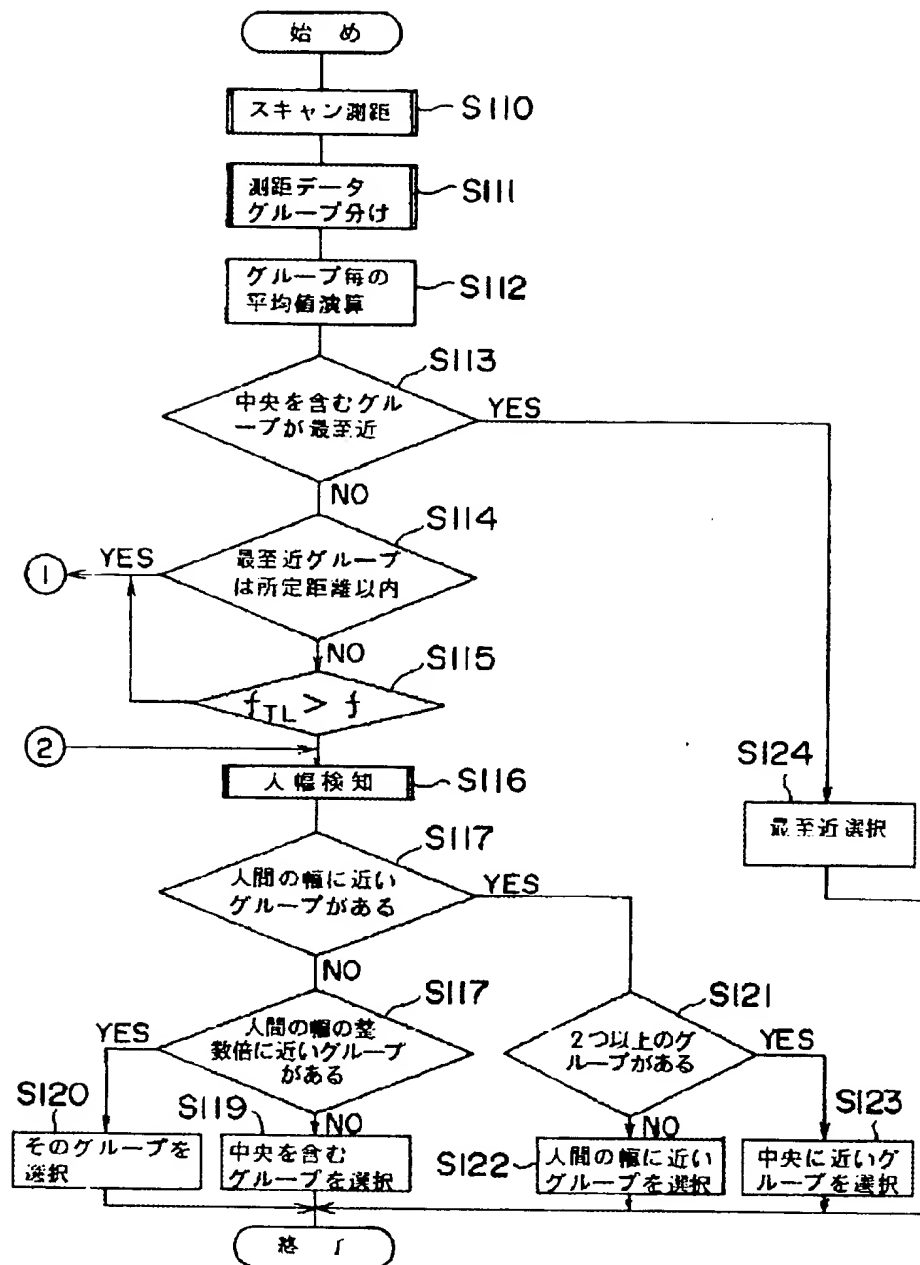 始め
スキャン測距
S110
測距データ
グループ分け
S111
グループ毎の
平均値演算
S112
S113
中央を含むグル
ープが最至近
YES
NO
S114
最至近グループ
は所定距離以内
YES
①
NO
S115
fTL > f
②
人幅検知
S116
S124
最至近選択
S117
人間の幅に近い
グループがある
YES
NO
S117
人間の幅の整
数倍に近いグループ
がある
YES
NO
S121
2つ以上のグ
ループがある
YES
NO
S120
そのグループを
選択
S119
中央を含む
グループを選択
S122
人間の幅に近い
グループを選択
S123
中央に近いグ
ループを選択
終了